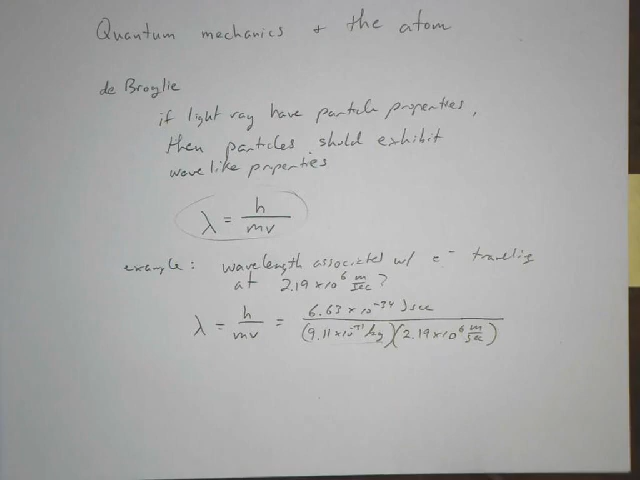 Quantum mechanics + the atom
de Broglie
if light ray have particle properties,
then particles should exhibit
wave like properties
λ = h/mv
example: wavelength associated w/ e⁻ traveling
at 2.19 x 10⁶ m/sec ?
λ = h/mv = 6.63 x 10⁻³⁴ J sec / (9.11 x 10⁻³¹ kg)(2.19 x 10⁶ m/sec)